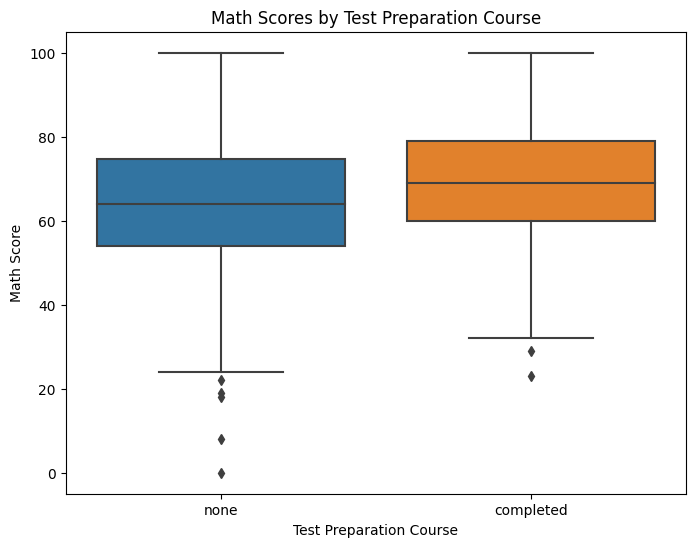 Math Scores by Test Preparation Course
100
80
60
40
20
0
Math Score
none
completed
Test Preparation Course